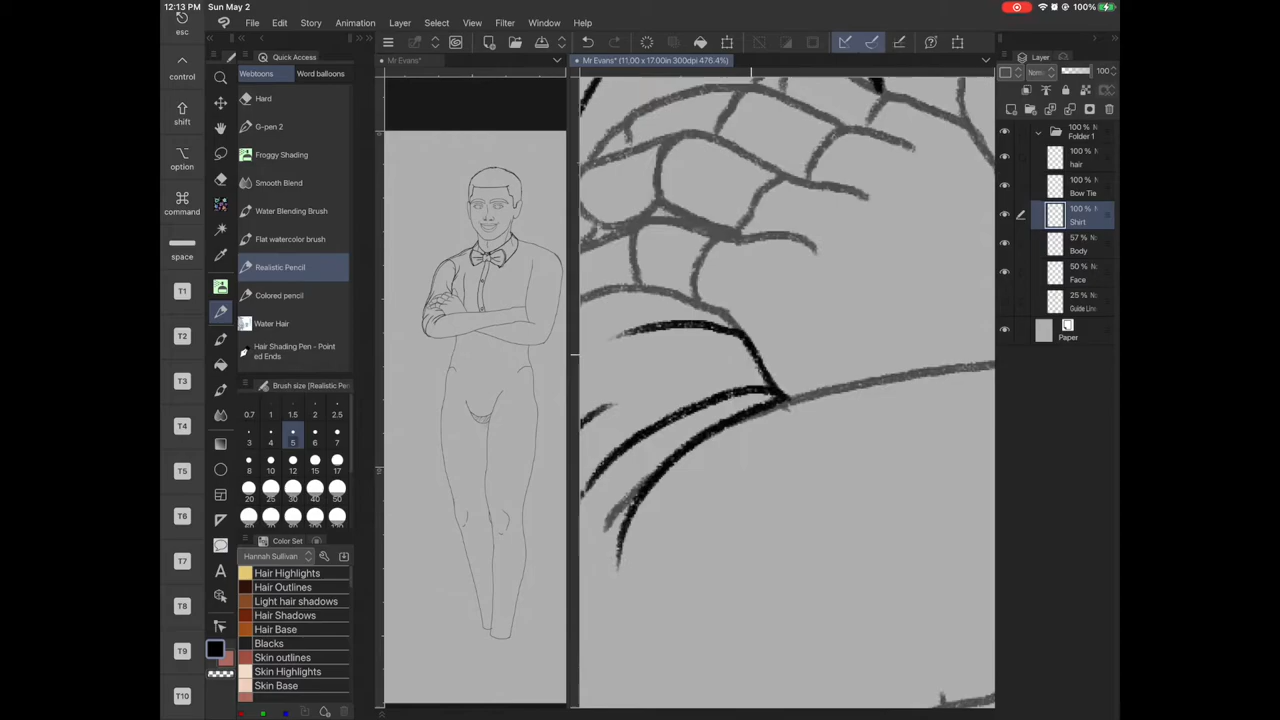 12:13 PM Sun May 2
100%
esc
control
shift
option
command
space
T1
T2
T3
T4
T5
T6
T7
T8
T9
T10
File Edit Story Animation Layer Select View Filter Window Help
Quick Access
Webtoons Word balloons
Hard
G-pen 2
Froggy Shading
Smooth Blend
Water Blending Brush
Flat watercolor brush
Realistic Pencil
Colored pencil
Water Hair
Hair Shading Pen - Point
ed Ends
Brush size [Realistic Pen
0.7 1 1.5 2 2.5
3 4 5 6 7
8 10 12 15 17
20 25 30 40 50
Color Set
Hannah Sullivan
Hair Highlights
Hair Outlines
Light hair shadows
Hair Shadows
Hair Base
Blacks
Skin outlines
Skin Highlights
Skin Base
Mr Evans*
Mr Evans* (11.00 x 17.00in 300dpi 476.4%)
Layer
Norm 100
100 % N
Folder 1
100 % N
hair
100 % N
Bow Tie
100 % N
Shirt
57 % No
Body
50 % N
Face
25 % No
Guide Line
Paper